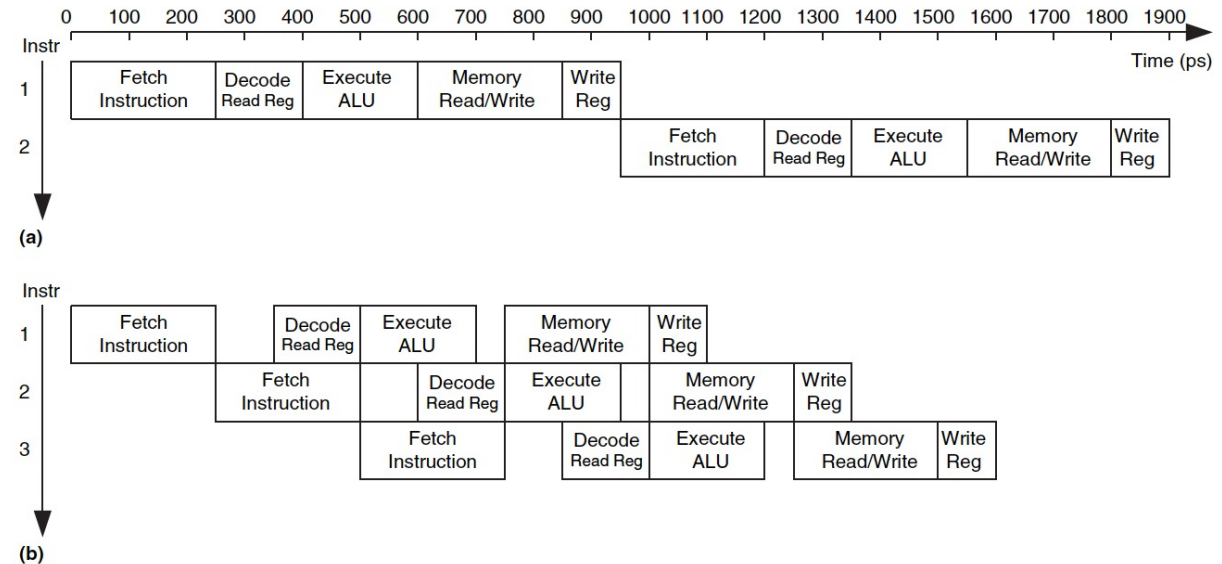 0 100 200 300 400 500 600 700 800 900 1000 1100 1200 1300 1400 1500 1600 1700 1800 1900
Instr
Time (ps)
1
Fetch
Instruction
Decode
Read Reg
Execute
ALU
Memory
Read/Write
Write
Reg
2
Fetch
Instruction
Decode
Read Reg
Execute
ALU
Memory
Read/Write
Write
Reg
(a)
Instr
1
Fetch
Instruction
Decode
Read Reg
Execute
ALU
Memory
Read/Write
Write
Reg
2
Fetch
Instruction
Decode
Read Reg
Execute
ALU
Memory
Read/Write
Write
Reg
3
Fetch
Instruction
Decode
Read Reg
Execute
ALU
Memory
Read/Write
Write
Reg
(b)